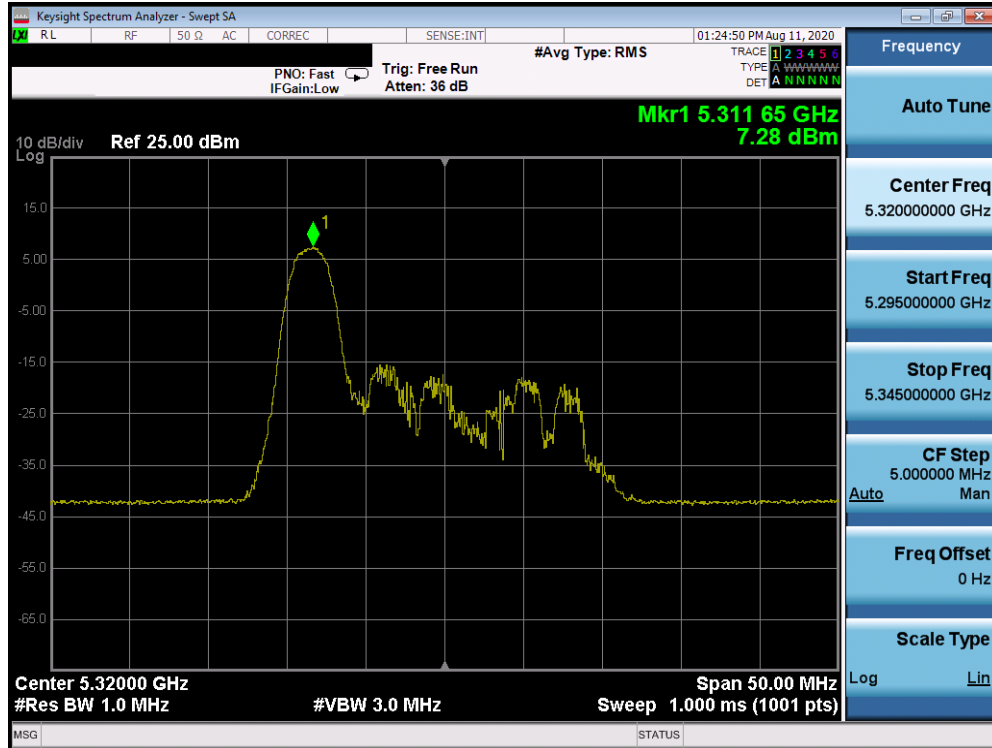 Keysight Spectrum Analyzer - Swept SA
LXI RL RF 50 Ω AC CORREC SENSE:INT 01:24:50 PM Aug 11, 2020
#Avg Type: RMS
TRACE 1 2 3 4 5 6
TYPE A WWWWW
DET A N N N N N
PNO: Fast
IFGain:Low
Trig: Free Run
Atten: 36 dB
Mkr1 5.311 65 GHz
7.28 dBm
10 dB/div
Log
Ref 25.00 dBm
1
15.0
5.00
-5.00
-15.0
-25.0
-35.0
-45.0
-55.0
-65.0
Center 5.32000 GHz
Span 50.00 MHz
#Res BW 1.0 MHz
#VBW 3.0 MHz
Sweep 1.000 ms (1001 pts)
MSG
STATUS
Frequency
Auto Tune
Center Freq
5.320000000 GHz
Start Freq
5.295000000 GHz
Stop Freq
5.345000000 GHz
CF Step
5.000000 MHz
Auto Man
Freq Offset
0 Hz
Scale Type
Log Lin